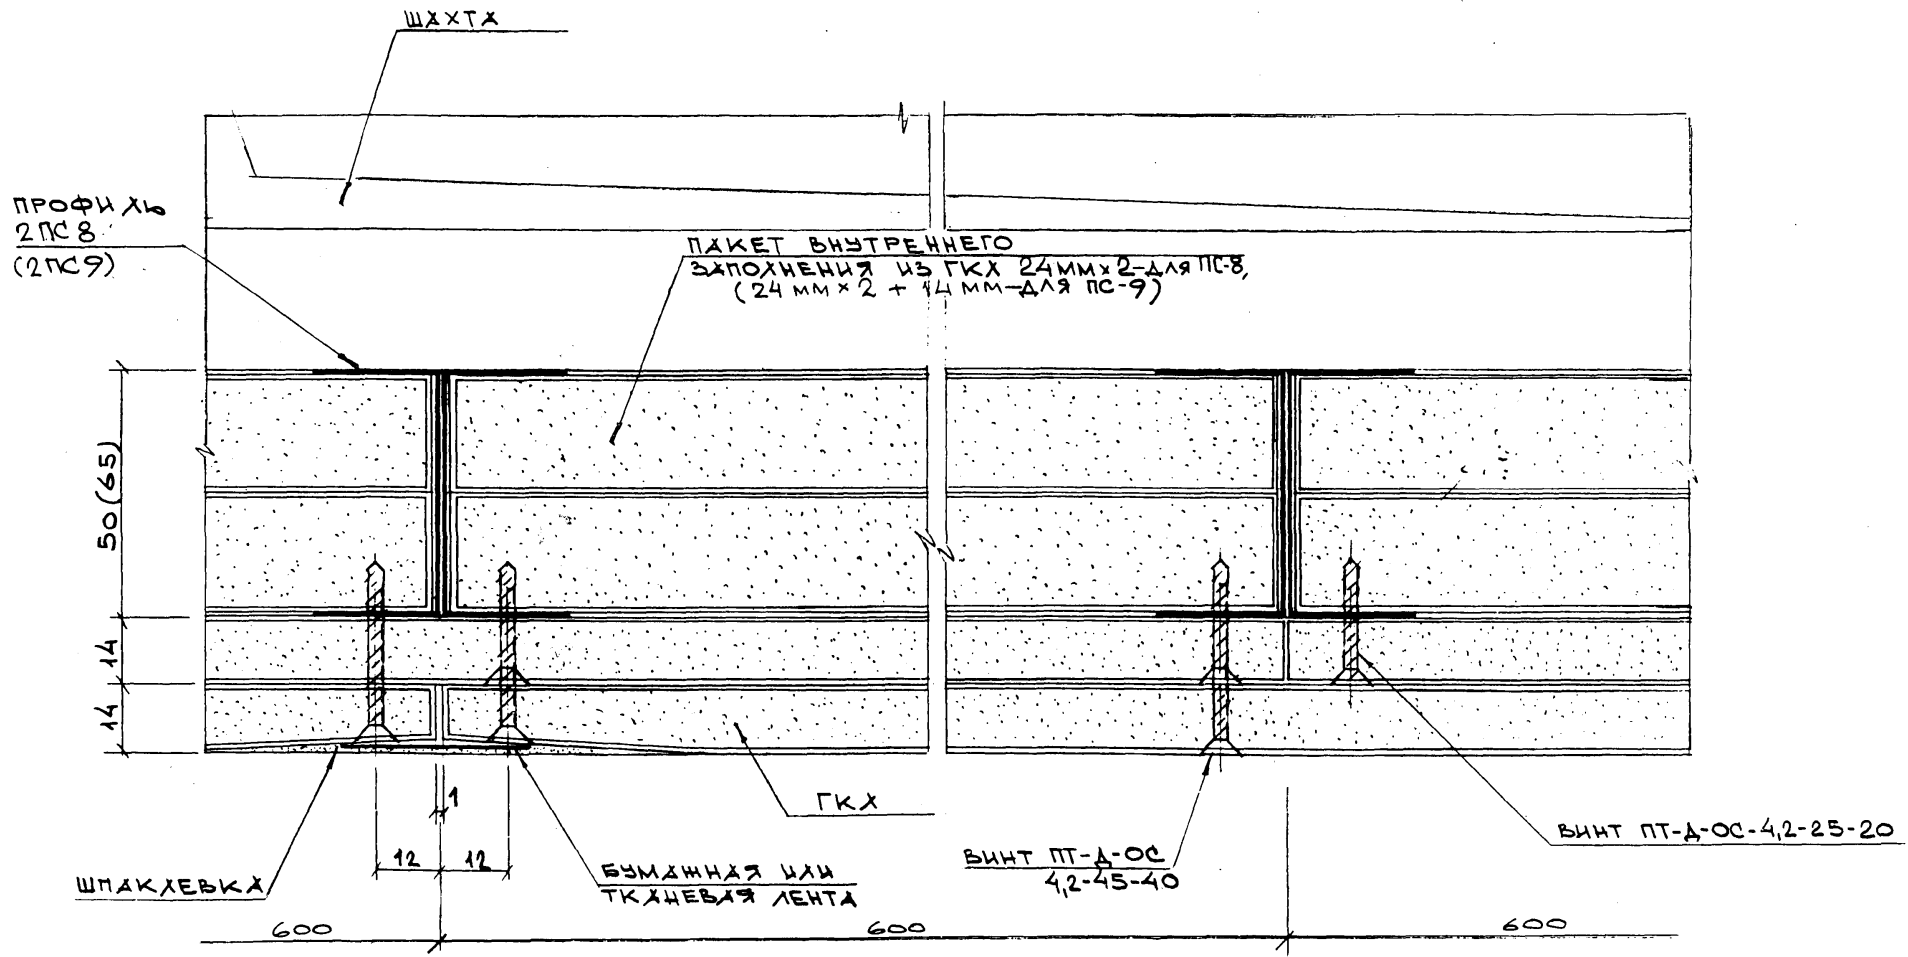 ШАХТА
ПРОФИЛЬ
2ПС8
(2ПС9)
ПАКЕТ ВНУТРЕННЕГО
ЗАПОЛНЕНИЯ ИЗ ГКЛ 24ММ×2-ДЛЯ ПС-8,
(24 ММ×2 + 14 ММ-ДЛЯ ПС-9)
50(65)
14
14
1
12
12
ШПАКЛЕВКА
БУМАЖНАЯ ИЛИ
ТКАНЕВАЯ ЛЕНТА
ГКЛ
ВИНТ ПТ-Д-ОС
4,2-45-40
ВИНТ ПТ-Д-ОС-4,2-25-20
600
600
600